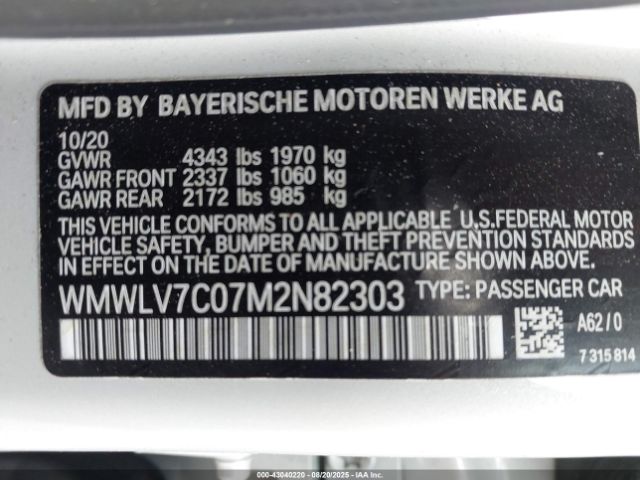 MFD BY BAYERISCHE MOTOREN WERKE AG
10/20
GVWR 4343 lbs 1970 kg
GAWR FRONT 2337 lbs 1060 kg
GAWR REAR 2172 lbs 985 kg
THIS VEHICLE CONFORMS TO ALL APPLICABLE U.S.FEDERAL MOTOR
VEHICLE SAFETY, BUMPER AND THEFT PREVENTION STANDARDS
IN EFFECT ON THE DATE OF MANUFACTURE SHOWN ABOVE.
WMWLV7C07M2N82303 TYPE: PASSENGER CAR
A62/0
7 315 814
© - 43040220 - 08/20/2025 - IAA Inc.